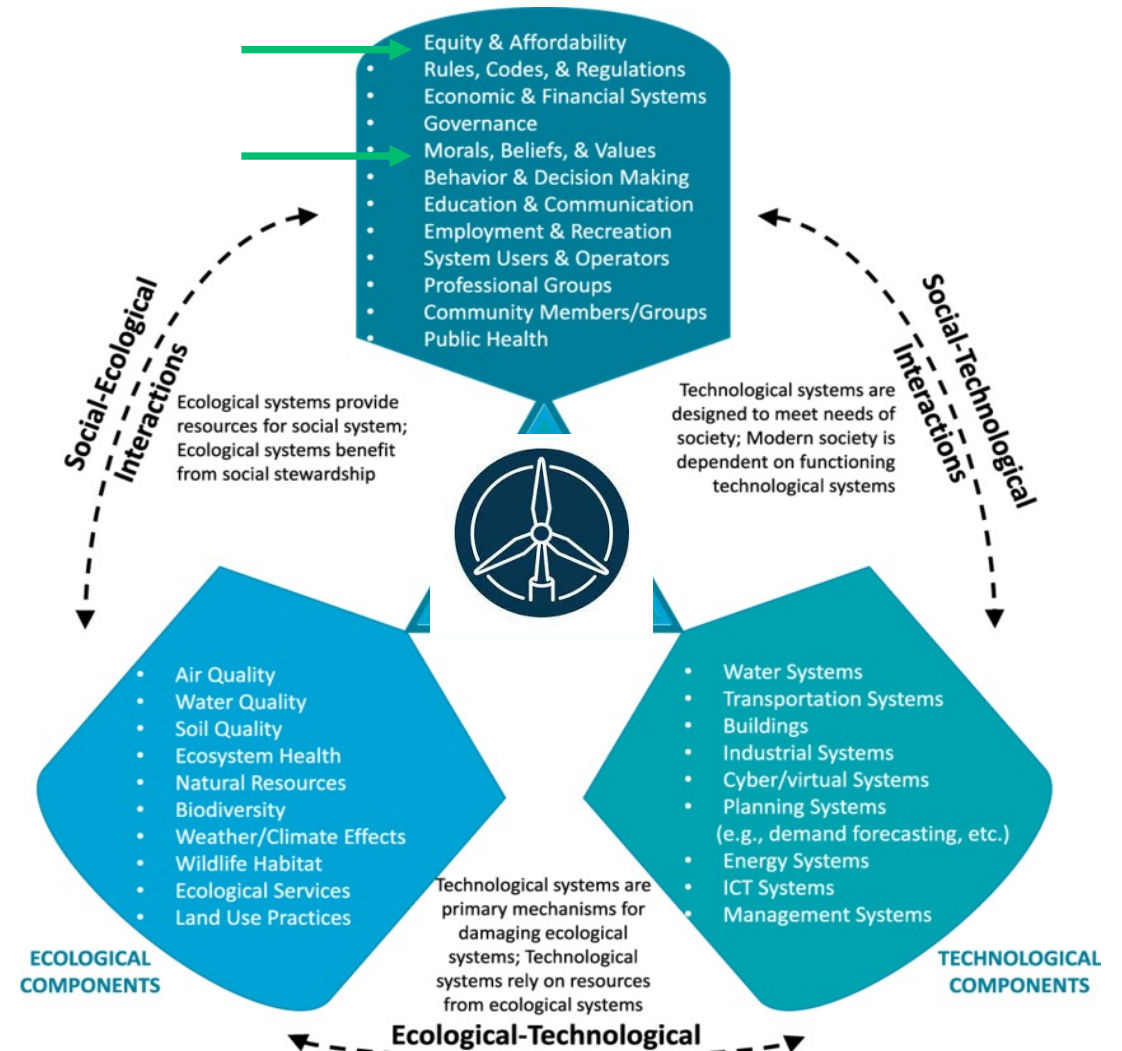 Equity & Affordability
• Rules, Codes, & Regulations
• Economic & Financial Systems
• Governance
• Morals, Beliefs, & Values
• Behavior & Decision Making
• Education & Communication
• Employment & Recreation
• System Users & Operators
• Professional Groups
• Community Members/Groups
• Public Health
Social-Ecological
Interactions
Ecological systems provide
resources for social system;
Ecological systems benefit
from social stewardship
Technological systems are
designed to meet needs of
society; Modern society is
dependent on functioning
technological systems
Social-Technological
Interactions
• Air Quality
• Water Quality
• Soil Quality
• Ecosystem Health
• Natural Resources
• Biodiversity
• Weather/Climate Effects
• Wildlife Habitat
• Ecological Services
• Land Use Practices
ECOLOGICAL
COMPONENTS
• Water Systems
• Transportation Systems
• Buildings
• Industrial Systems
• Cyber/virtual Systems
• Planning Systems
(e.g., demand forecasting, etc.)
• Energy Systems
• ICT Systems
• Management Systems
TECHNOLOGICAL
COMPONENTS
Technological systems are
primary mechanisms for
damaging ecological
systems; Technological
systems rely on resources
from ecological systems
Ecological-Technological